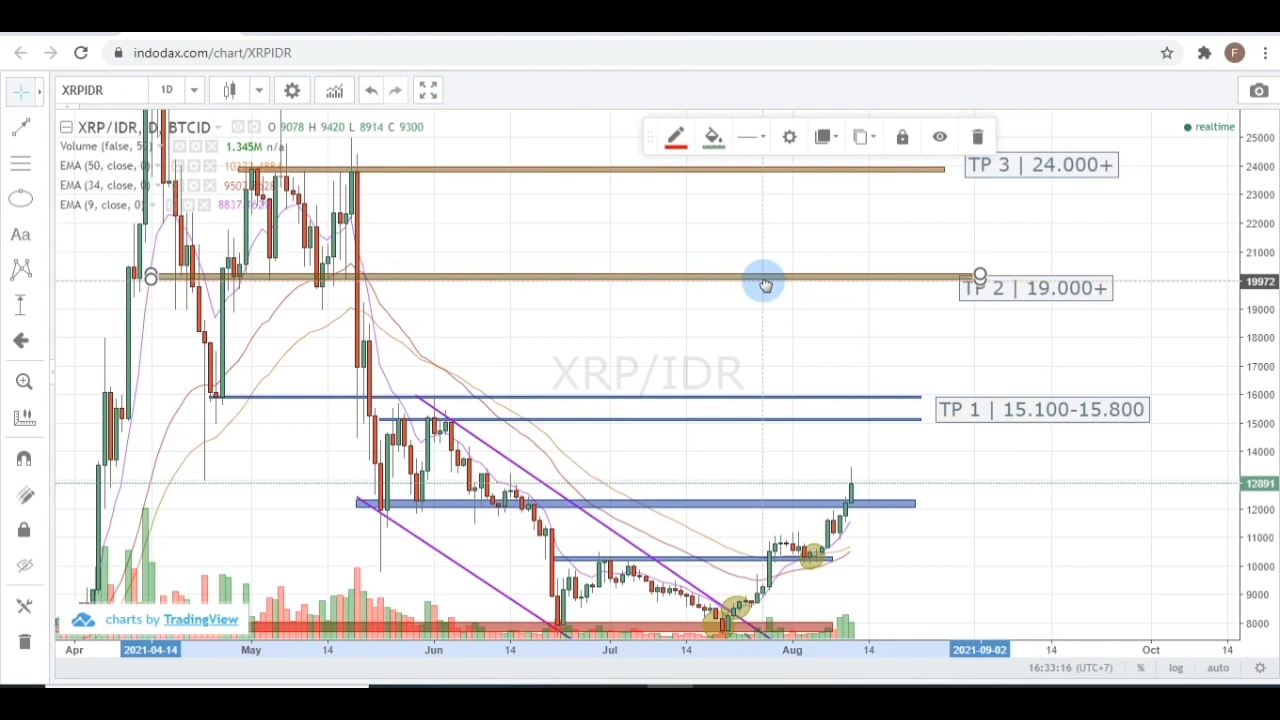 indodax.com/chart/XRPIDR
F
XRPIDR
1D
XRP/IDR, D, BTCID
O 9078 H 9420 L 8914 C 9300
Volume (false, 5
1.345M n/a
EMA (50, close, 0)
EMA (34, close, 0)
EMA (9, close, 0)
realtime
TP 3 | 24.000+
TP 2 | 19.000+
XRP/IDR
TP 1 | 15.100-15.800
25000
24000
23000
22000
21000
19972
19000
18000
17000
16000
15000
14000
12891
12000
11000
10000
9000
8000
Aa
charts by TradingView
Apr
2021-04-14
May
14
Jun
14
Jul
14
Aug
14
2021-09-02
14
Oct
14
16:33:16 (UTC+7)
%
log
auto